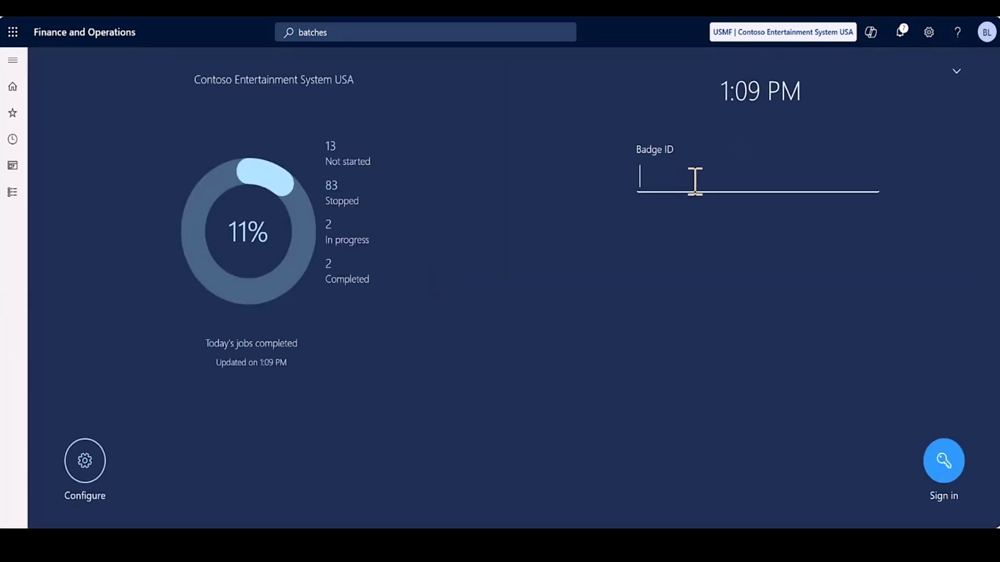 Finance and Operations
batches
USMF | Contoso Entertainment System USA
7
BL
Contoso Entertainment System USA
1:09 PM
13
Not started
Badge ID
83
Stopped
11%
2
In progress
2
Completed
Today's jobs completed
Updated on 1:09 PM
Configure
Sign in